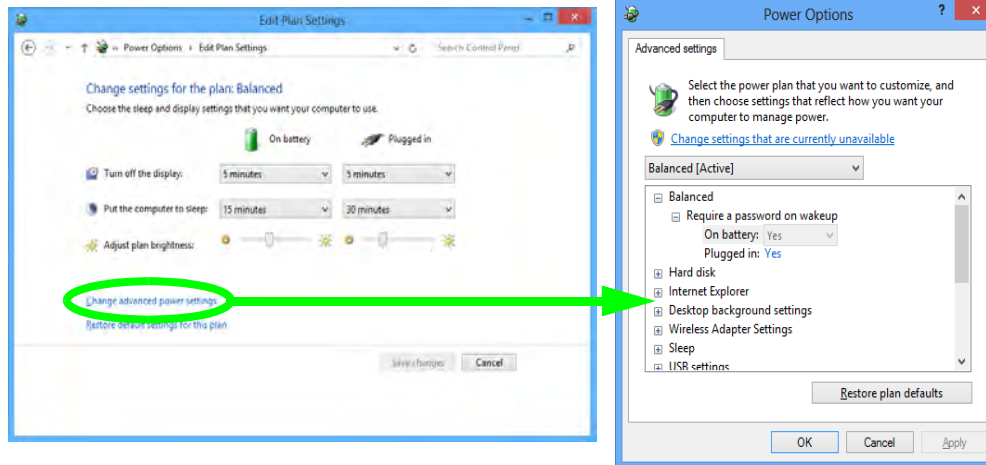 Edit Plan Settings
« Power Options › Edit Plan Settings
Search Control Panel
Change settings for the plan: Balanced
Choose the sleep and display settings that you want your computer to use.
On battery Plugged in
Turn off the display: 5 minutes 5 minutes
Put the computer to sleep: 15 minutes 30 minutes
Adjust plan brightness:
Change advanced power settings
Restore default settings for this plan
Save changes Cancel
Power Options
?
Advanced settings
Select the power plan that you want to customize, and
then choose settings that reflect how you want your
computer to manage power.
Change settings that are currently unavailable
Balanced [Active]
Balanced
Require a password on wakeup
On battery: Yes
Plugged in: Yes
Hard disk
Internet Explorer
Desktop background settings
Wireless Adapter Settings
Sleep
USB settings
Restore plan defaults
OK Cancel Apply